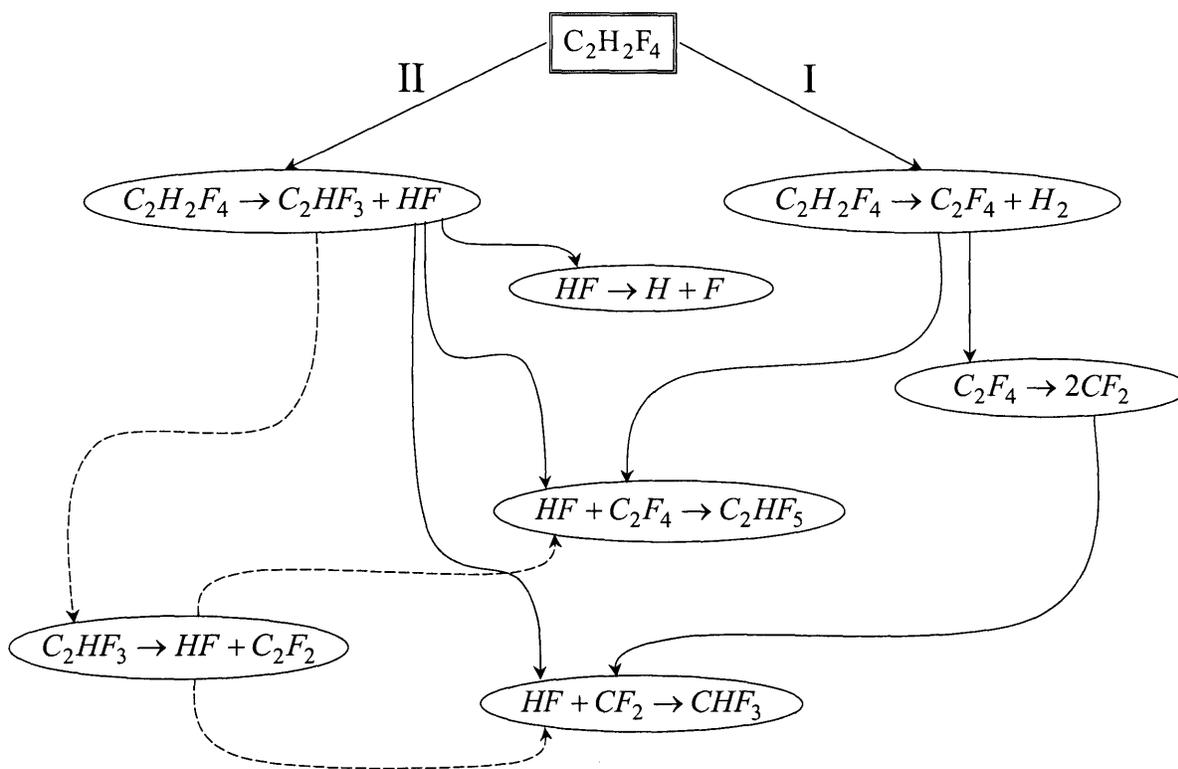 C₂H₂F₄
II I
C₂H₂F₄ → C₂HF₃ + HF
C₂H₂F₄ → C₂F₄ + H₂
HF → H + F
C₂F₄ → 2CF₂
HF + C₂F₄ → C₂HF₅
C₂HF₃ → HF + C₂F₂
HF + CF₂ → CHF₃